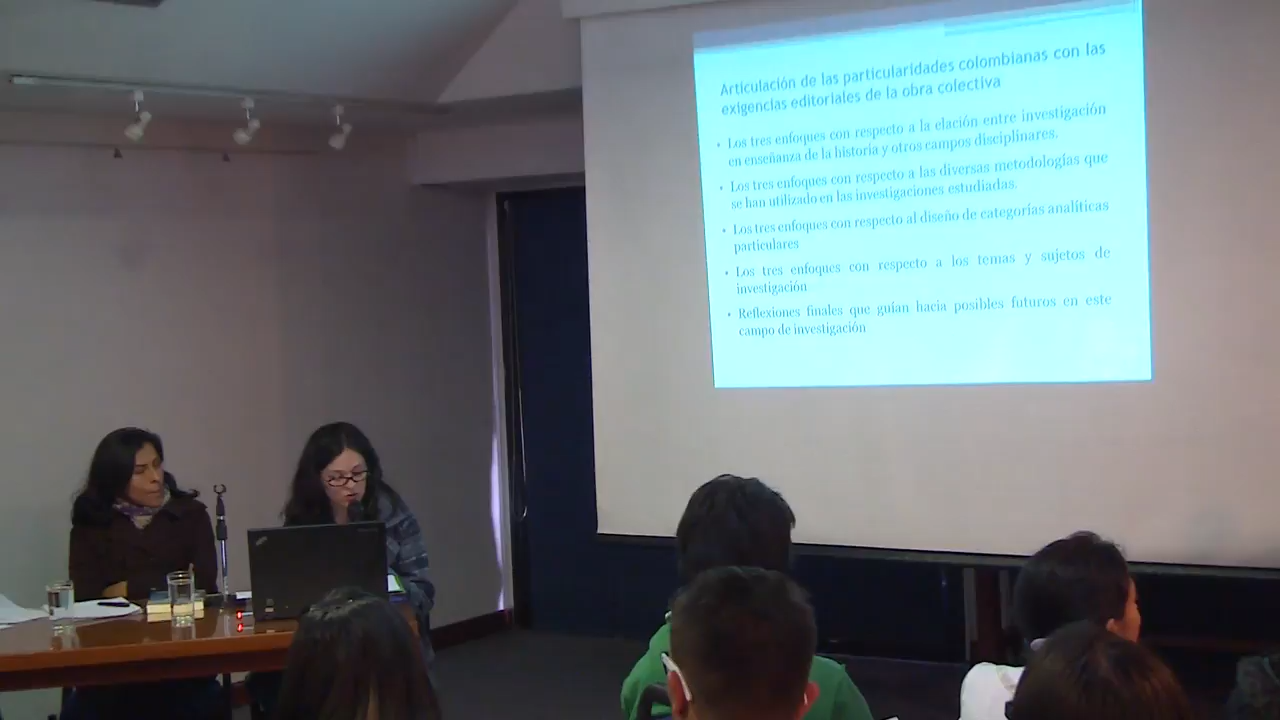 Articulación de las particularidades colombianas con las
exigencias editoriales de la obra colectiva
• Los tres enfoques con respecto a la elación entre investigación
en enseñanza de la historia y otros campos disciplinares.
• Los tres enfoques con respecto a las diversas metodologías que
se han utilizado en las investigaciones estudiadas.
• Los tres enfoques con respecto al diseño de categorías analíticas
particulares
• Los tres enfoques con respecto a los temas y sujetos de
investigación
• Reflexiones finales que guían hacia posibles futuros en este
campo de investigación